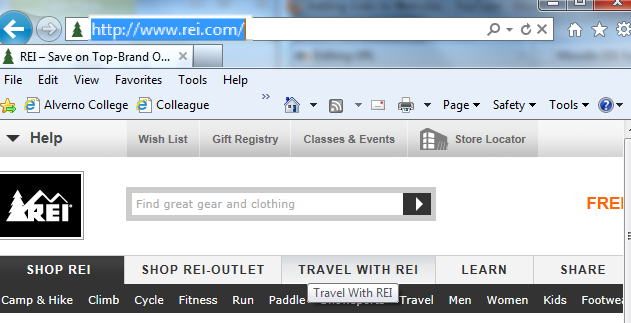 http://www.rei.com/
REI – Save on Top-Brand O...
File Edit View Favorites Tools Help
Alverno College Colleague Page Safety Tools
Help Wish List Gift Registry Classes & Events Store Locator
REI
Find great gear and clothing
FREE
SHOP REI SHOP REI-OUTLET TRAVEL WITH REI LEARN SHARE
Camp & Hike Climb Cycle Fitness Run Paddle Travel Men Women Kids Footwea
Travel With REI